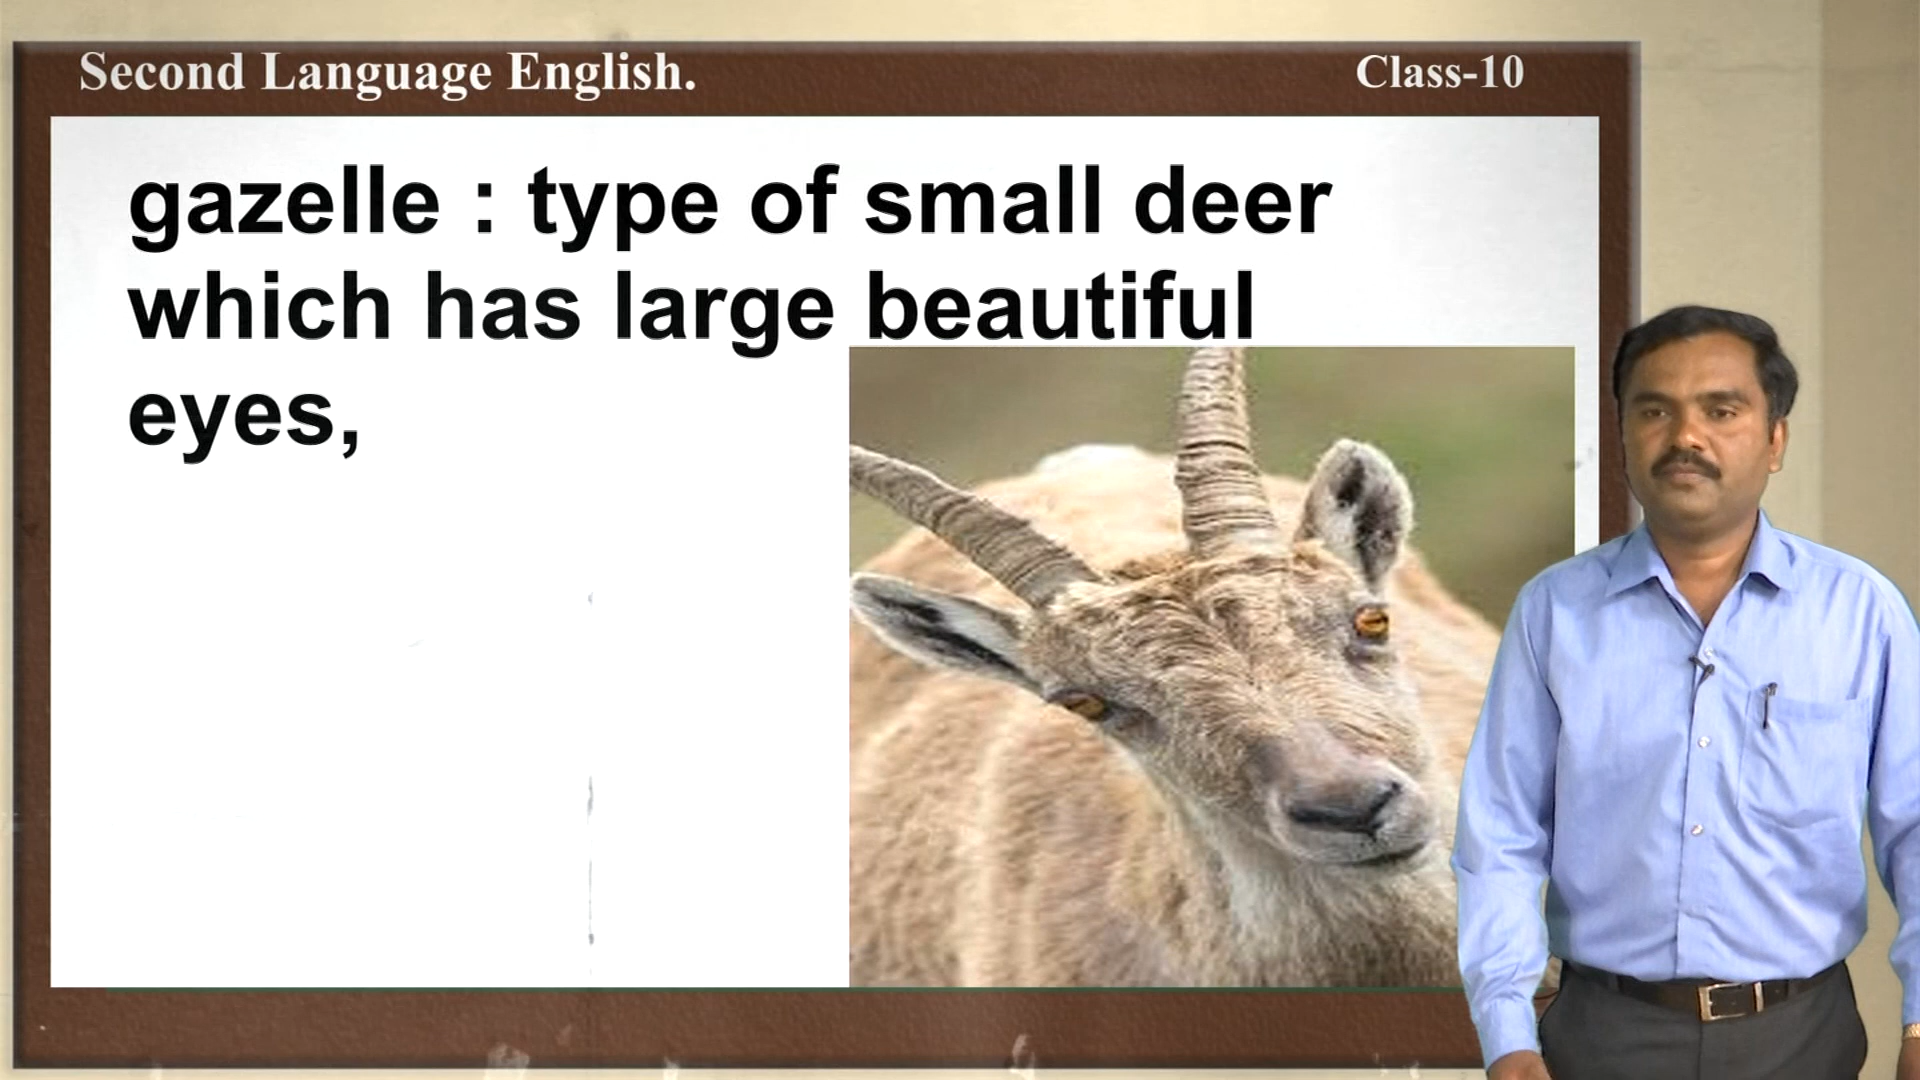 Second Language English.
Class-10
gazelle : type of small deer
which has large beautiful
eyes,